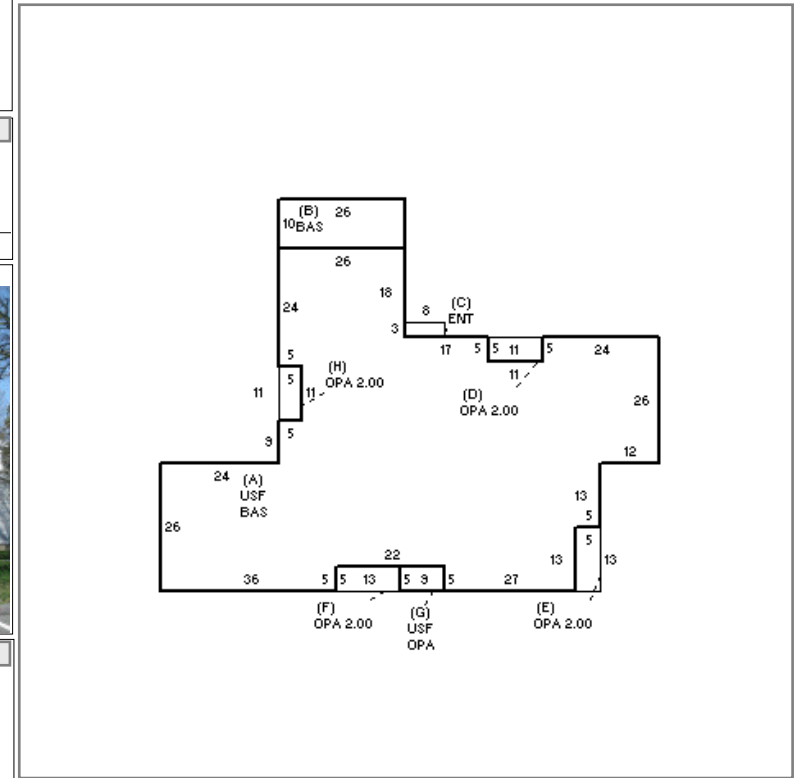 (B) 26
10 BAS
26
18
24
8 (C)
ENT
3
17 5 5 11 5 24
5
(H)
5 11
OPA 2.00
11
11
(D)
OPA 2.00
26
5
9
12
24 (A)
USF
BAS
13
5
26
5
22
13 13
36 5 5 13 5 9 5 27
(F)
OPA 2.00
(G)
USF
OPA
(E)
OPA 2.00